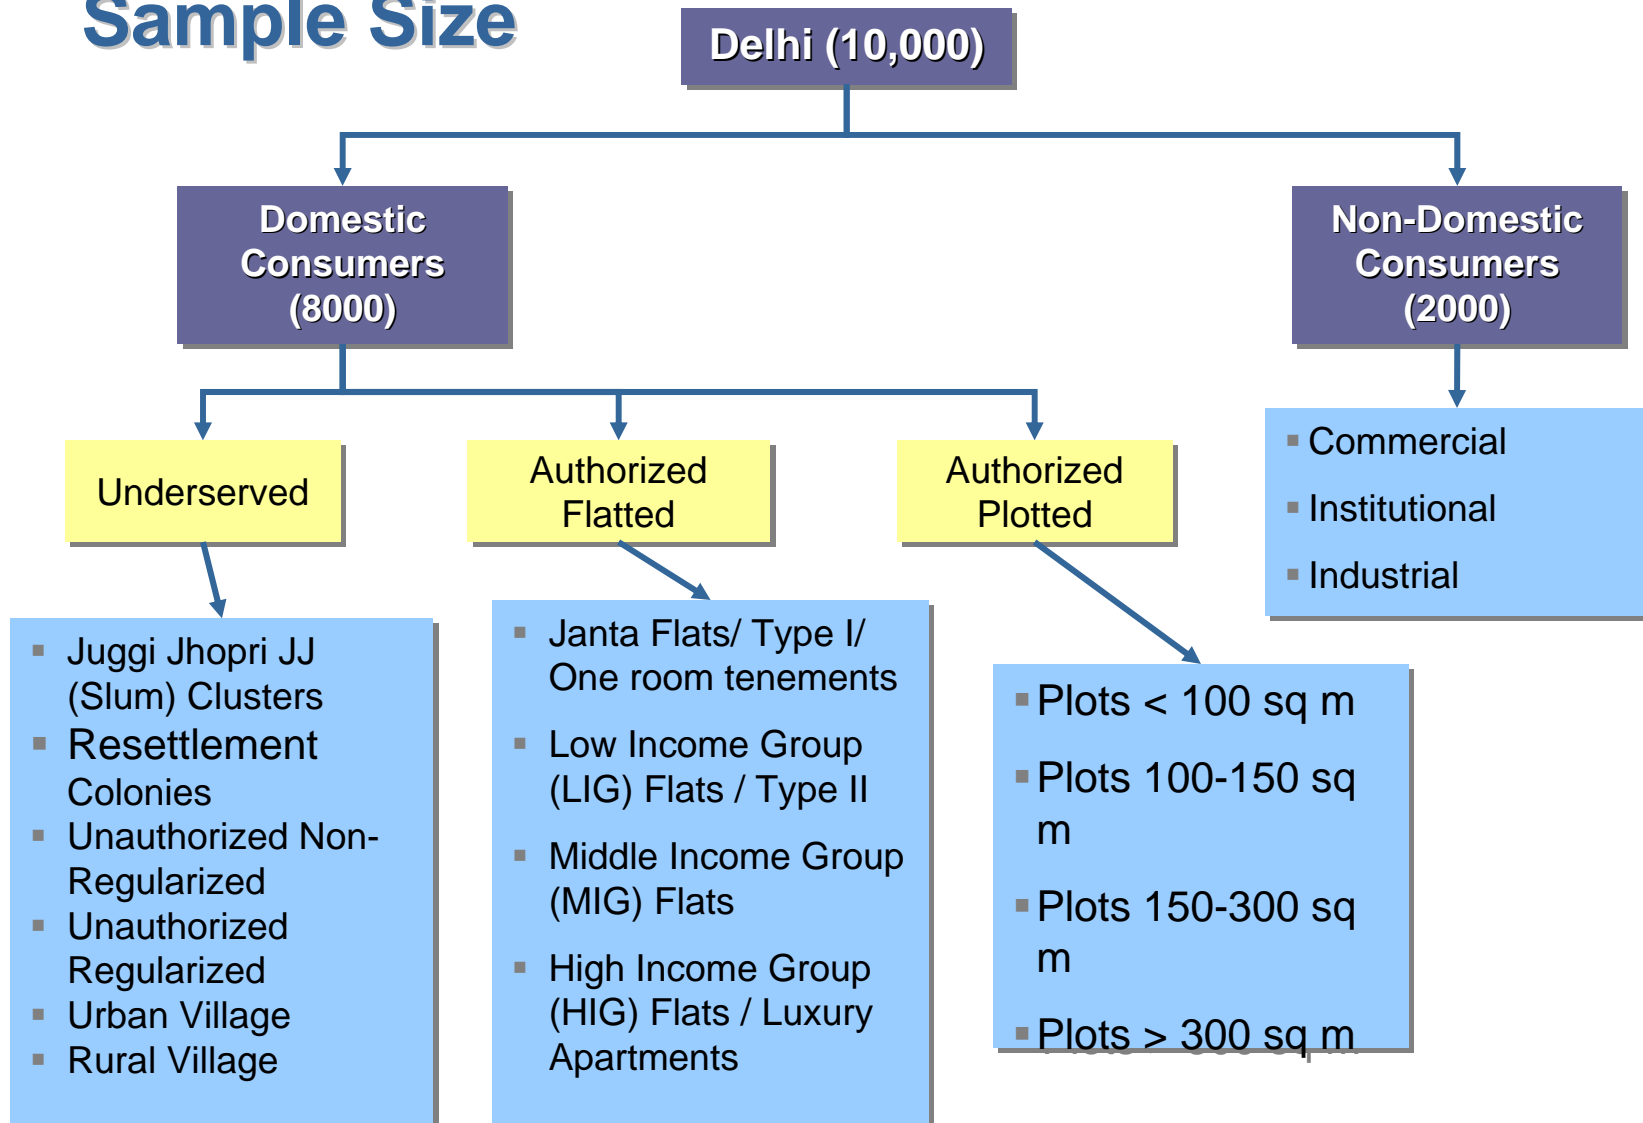 Sample Size
Delhi (10,000)
Domestic
Consumers
(8000)
Non-Domestic
Consumers
(2000)
Underserved
Authorized
Flatted
Authorized
Plotted
▪ Commercial
▪ Institutional
▪ Industrial
▪ Juggi Jhopri JJ
(Slum) Clusters
▪ Resettlement
Colonies
▪ Unauthorized Non-
Regularized
▪ Unauthorized
Regularized
▪ Urban Village
▪ Rural Village
▪ Janta Flats/ Type I/
One room tenements
▪ Low Income Group
(LIG) Flats / Type II
▪ Middle Income Group
(MIG) Flats
▪ High Income Group
(HIG) Flats / Luxury
Apartments
▪ Plots < 100 sq m
▪ Plots 100-150 sq
m
▪ Plots 150-300 sq
m
▪ Plots > 300 sq m